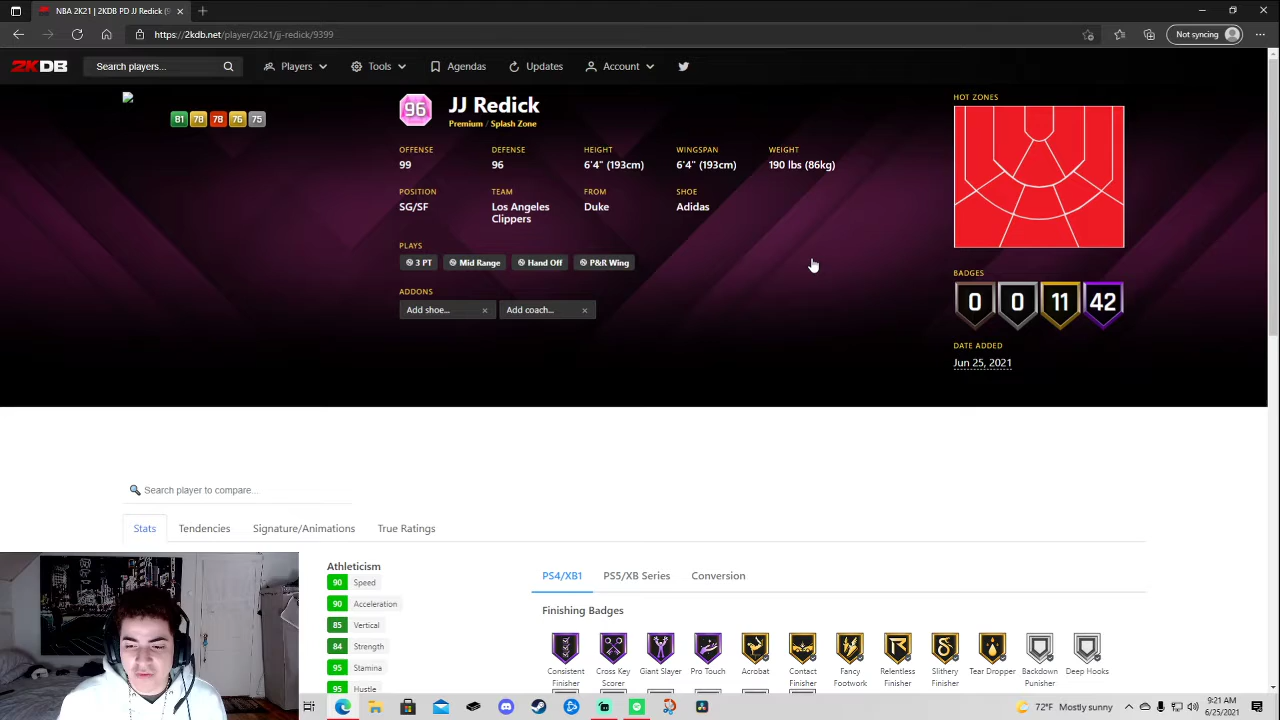 NBA 2K21 | 2KDB PD JJ Redick (9
https://2kdb.net/player/2k21/jj-redick/9399
Not syncing
2KDB
Search players...
Players
Tools
Agendas
Updates
Account
81 78 78 76 75
96
JJ Redick
Premium / Splash Zone
OFFENSE DEFENSE HEIGHT WINGSPAN WEIGHT
99 96 6'4" (193cm) 6'4" (193cm) 190 lbs (86kg)
POSITION TEAM FROM SHOE
SG/SF Los Angeles Clippers Duke Adidas
PLAYS
3 PT Mid Range Hand Off P&R Wing
ADDONS
Add shoe... × Add coach... ×
HOT ZONES
BADGES
0 0 11 42
DATE ADDED
Jun 25, 2021
Search player to compare...
Stats Tendencies Signature/Animations True Ratings
Athleticism
90 Speed
90 Acceleration
85 Vertical
84 Strength
95 Stamina
95 Hustle
PS4/XB1 PS5/XB Series Conversion
Finishing Badges
Consistent Finisher
Cross Key Scorer
Giant Slayer
Pro Touch
Acrobat
Contact Finisher
Fancy Footwork
Relentless Finisher
Slithery Finisher
Tear Dropper
Backdown Punisher
Deep Hooks
72°F Mostly sunny
9:21 AM
6/25/2021